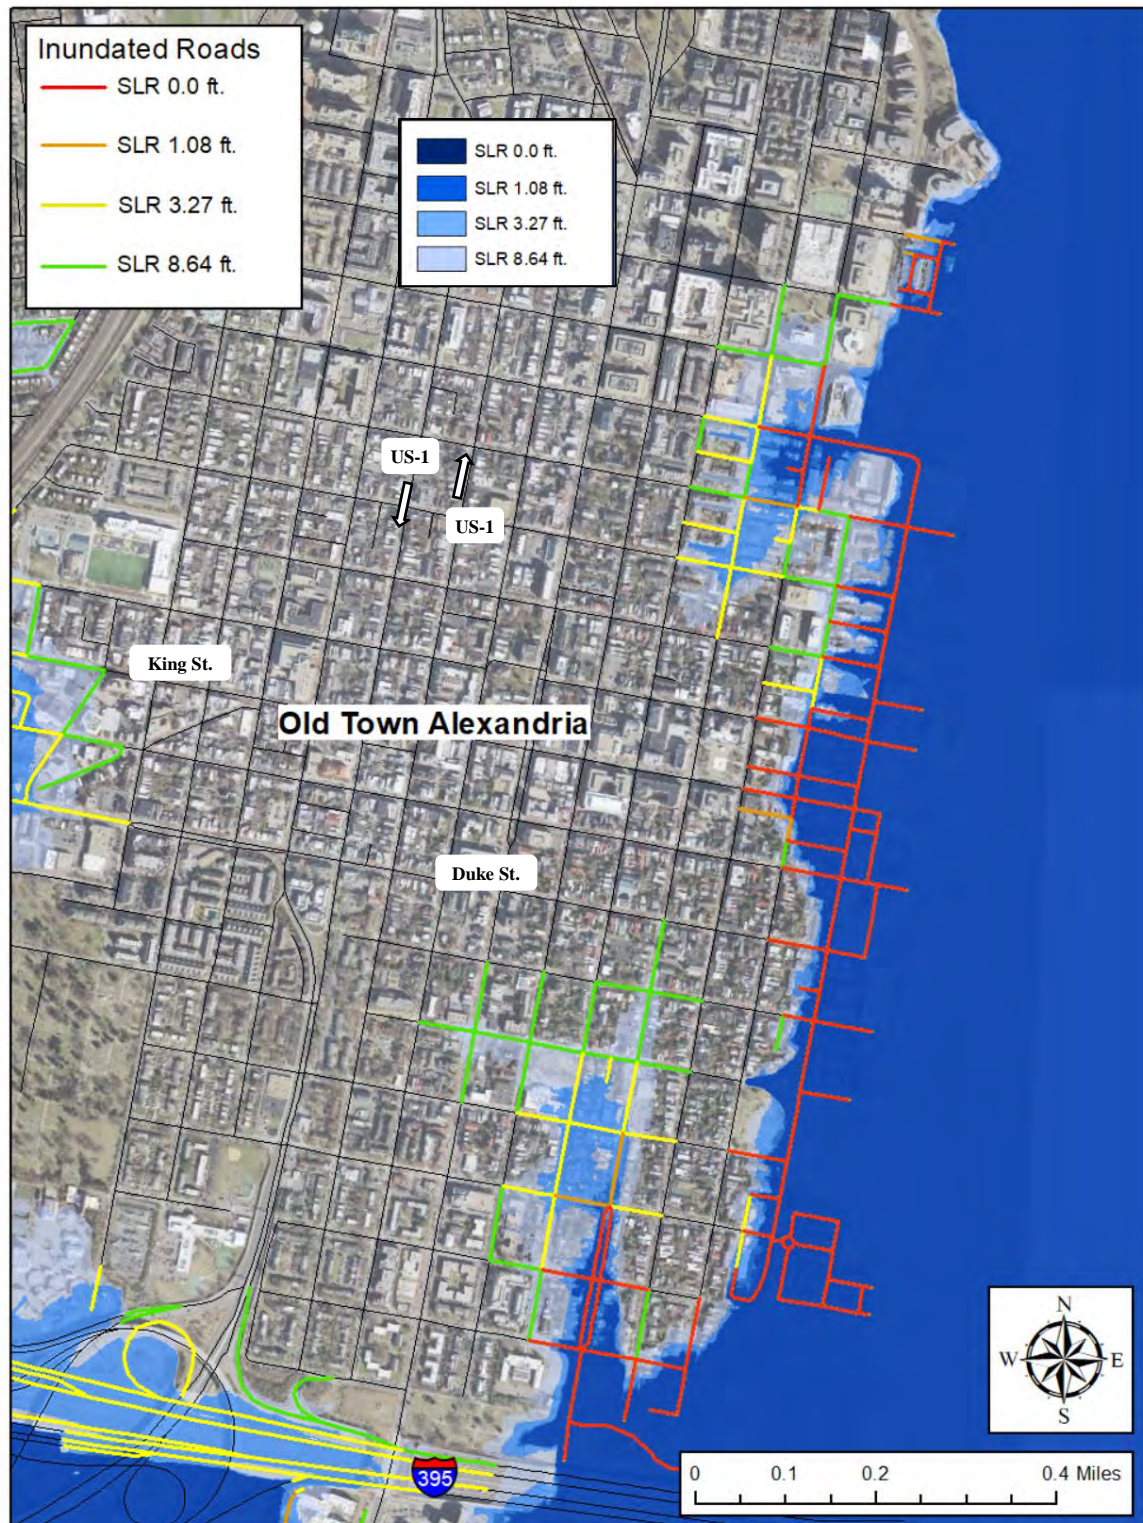 Inundated Roads
SLR 0.0 ft.
SLR 1.08 ft.
SLR 3.27 ft.
SLR 8.64 ft.
SLR 0.0 ft.
SLR 1.08 ft.
SLR 3.27 ft.
SLR 8.64 ft.
US-1
US-1
King St.
Old Town Alexandria
Duke St.
N
W E
S
395
0 0.1 0.2 0.4 Miles